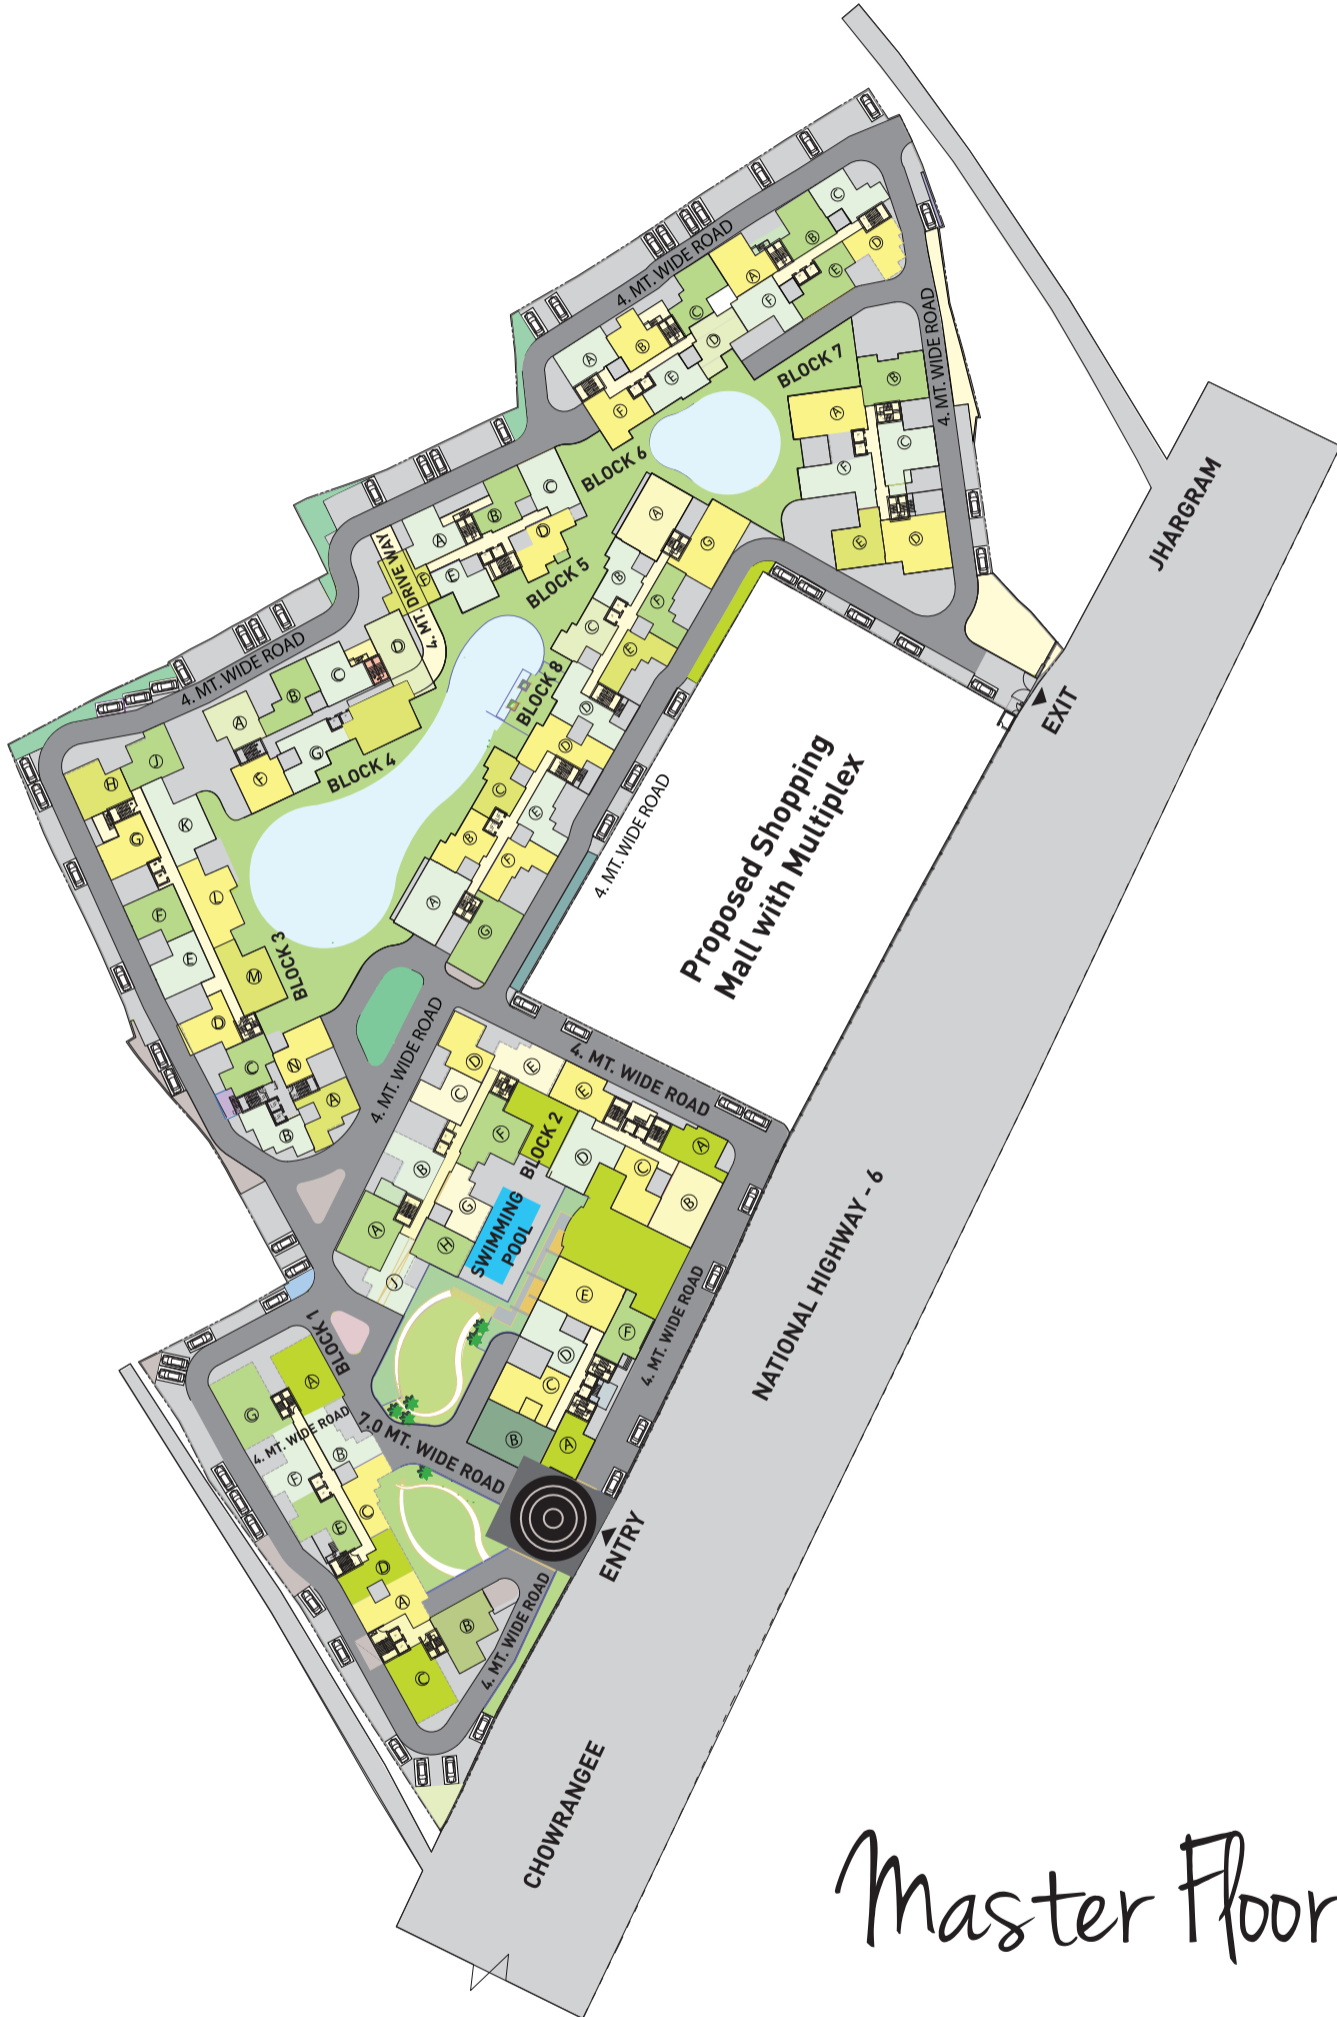 4. MT. WIDE ROAD
C
B
D
A
E
F
C
B
D
A
E
F
BLOCK 7
4. MT. WIDE ROAD
B
A
C
F
E
D
BLOCK 6
C
B
A
D
E
E
BLOCK 5
4. MT. DRIVE WAY
JHARGRAM
A
G
B
F
C
E
D
BLOCK 8
4. MT. WIDE ROAD
D
C
B
A
G
F
BLOCK 4
EXIT
D
C
E
B
F
A
G
4. MT. WIDE ROAD
Proposed Shopping
Mall with Multiplex
J
H
K
G
L
F
E
M
D
N
C
A
B
BLOCK 3
4. MT. WIDE ROAD
4. MT. WIDE ROAD
D
E
C
F
B
G
A
H
J
BLOCK 2
E
A
D
C
B
SWIMMING
POOL
E
F
D
C
B
A
4. MT. WIDE ROAD
NATIONAL HIGHWAY - 6
BLOCK 1
A
G
4. MT. WIDE ROAD
B
F
C
E
D
A
B
C
7.0 MT. WIDE ROAD
ENTRY
4. MT. WIDE ROAD
CHOWRANGEE
Master Floor